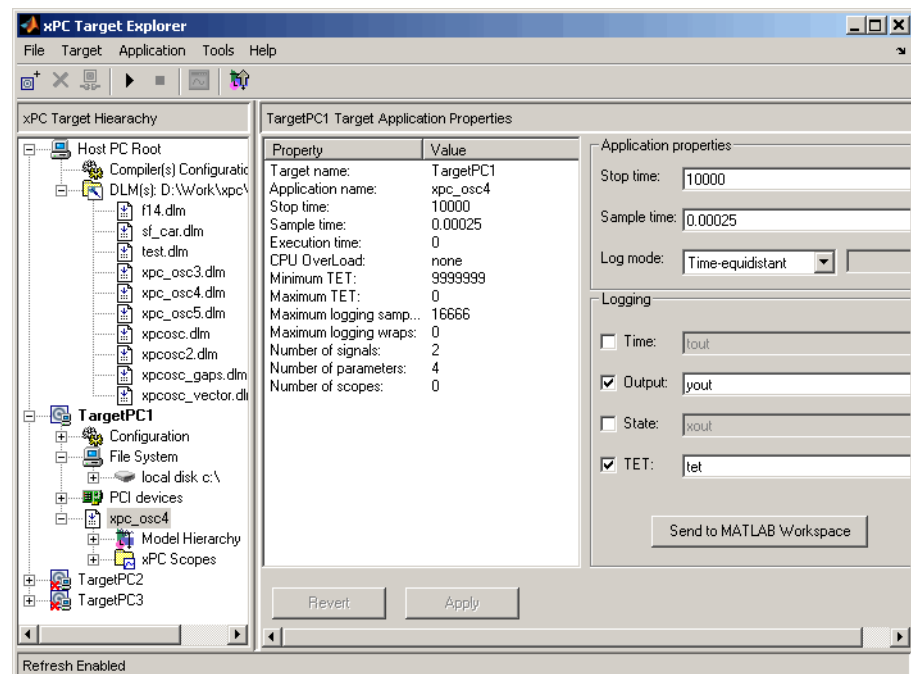 xPC Target Explorer
File Target Application Tools Help
xPC Target Hiearachy
Host PC Root
Compiler(s) Configuratic
DLM(s): D:\Work\xpc\
f14.dlm
sf_car.dlm
test.dlm
xpc_osc3.dlm
xpc_osc4.dlm
xpc_osc5.dlm
xpcosc.dlm
xpcosc2.dlm
xpcosc_gaps.dlm
xpcosc_vector.dl
TargetPC1
Configuration
File System
local disk c:\
PCI devices
xpc_osc4
Model Hierarchy
xPC Scopes
TargetPC2
TargetPC3
TargetPC1 Target Application Properties
Property Value
Target name: TargetPC1
Application name: xpc_osc4
Stop time: 10000
Sample time: 0.00025
Execution time: 0
CPU OverLoad: none
Minimum TET: 9999999
Maximum TET: 0
Maximum logging samp... 16666
Maximum logging wraps: 0
Number of signals: 2
Number of parameters: 4
Number of scopes: 0
Application properties
Stop time: 10000
Sample time: 0.00025
Log mode: Time-equidistant
Logging
Time: tout
Output: yout
State: xout
TET: tet
Send to MATLAB Workspace
Revert Apply
Refresh Enabled